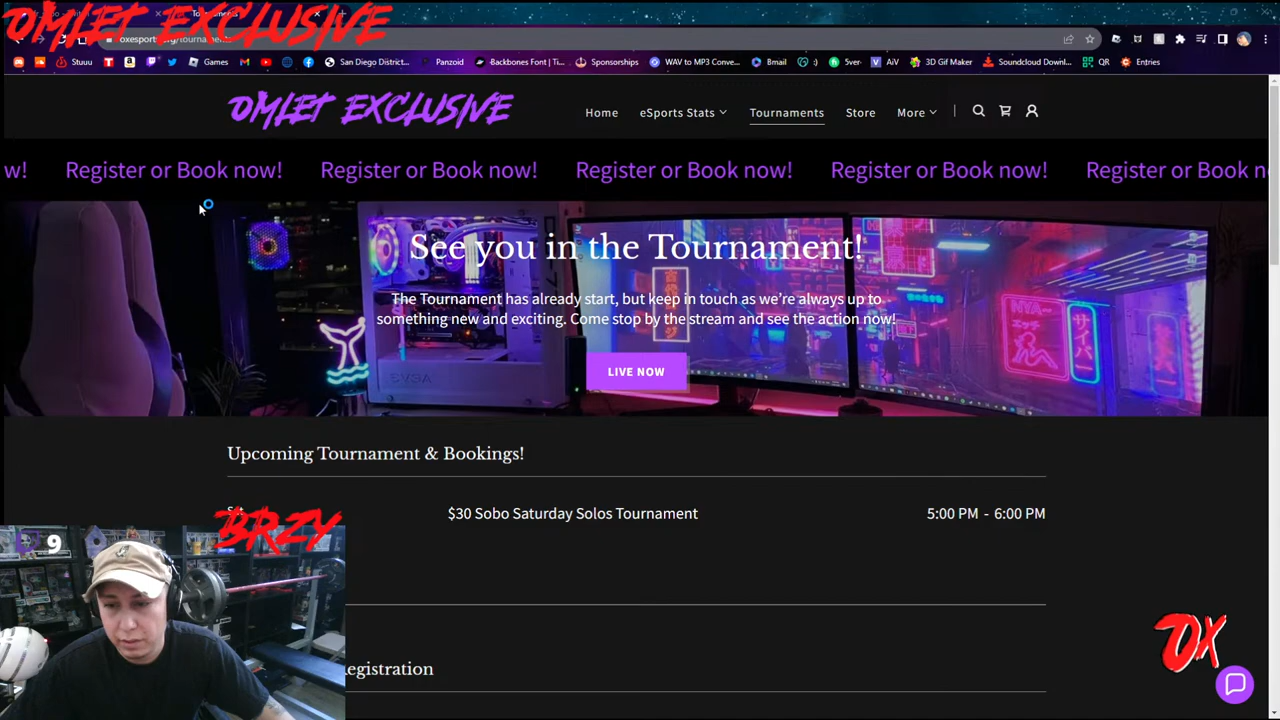 OMLET EXCLUSIVE
Tournaments
Stuuu
Games
San Diego District...
Panzoid
Backbones Font | Ti...
Sponsorships
WAV to MP3 Conve...
Bmail
:)
5ver
AiV
3D Gif Maker
Soundcloud Downl...
QR
Entries
OMLET EXCLUSIVE
Home
eSports Stats
Tournaments
Store
More
w! Register or Book now! Register or Book now! Register or Book now! Register or Book now! Register or Book n
See you in the Tournament!
The Tournament has already start, but keep in touch as we're always up to
something new and exciting. Come stop by the stream and see the action now!
EVGA
LIVE NOW
Upcoming Tournament & Bookings!
$30 Sobo Saturday Solos Tournament
5:00 PM - 6:00 PM
BRZY
9
OX
egistration